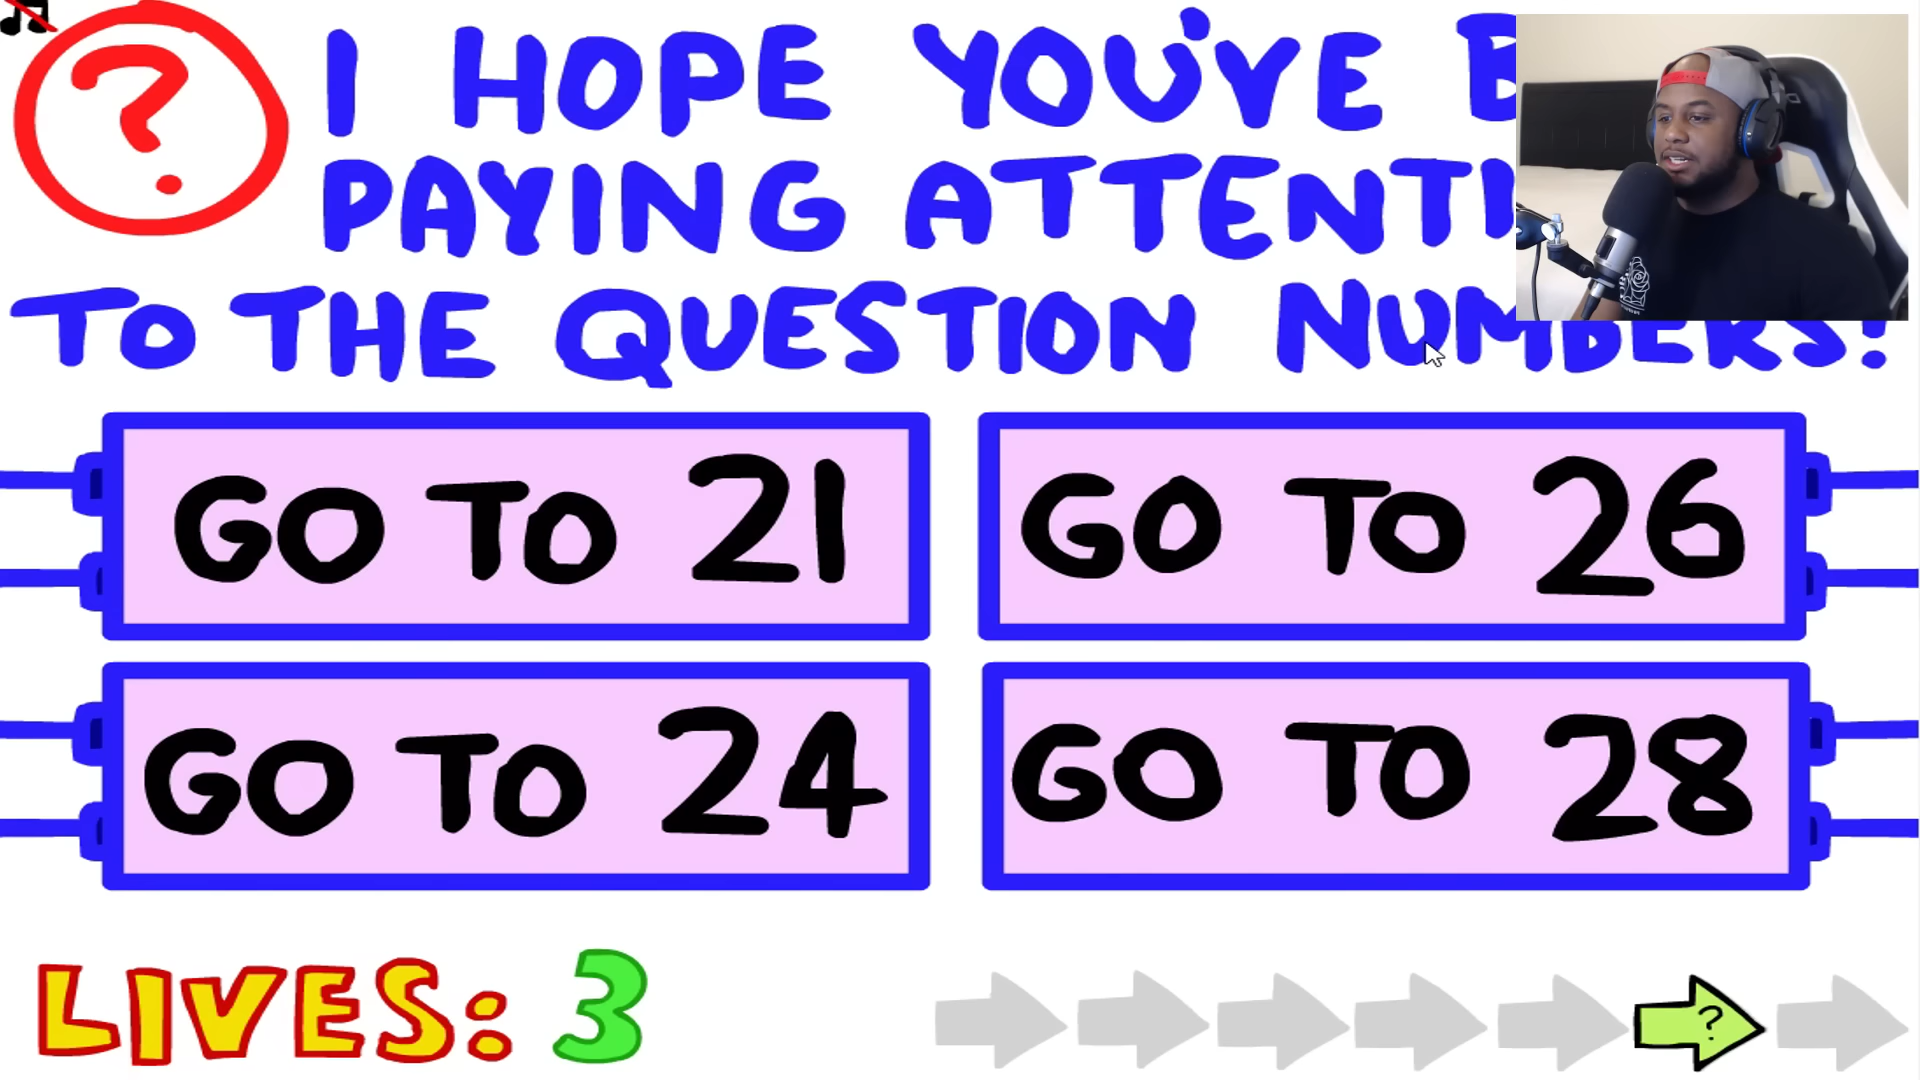 ?
I HOPE YOU'VE
PAYING ATTENTI
TO THE QUESTION NUMBERS!
GO TO 21
GO TO 26
GO TO 24
GO TO 28
LIVES: 3
?